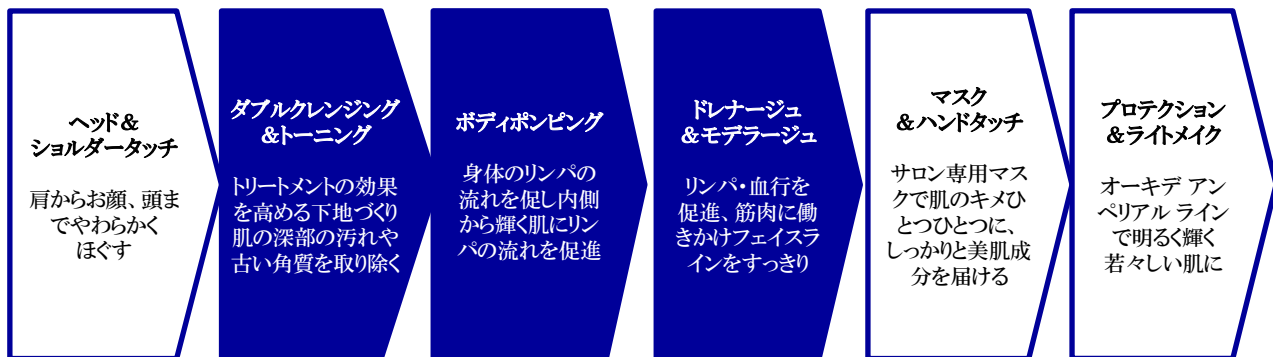 ヘッド&
ショルダータッチ
肩からお顔、頭ま
でやわらかく
ほぐす
ダブルクレンジング
&トーニング
トリートメントの効果
を高める下地づくり
肌の深部の汚れや
古い角質を取り除く
ボディポンピング
身体のリンパの
流れを促し内側
から輝く肌にリン
パの流れを促進
ドレナージュ
&モデラージュ
リンパ・血行を
促進、筋肉に働
きかけフェイスラ
インをすっきり
マスク
&ハンドタッチ
サロン専用マス
クで肌のキメひ
とつひとつに、
しっかりと美肌成
分を届ける
プロテクション
&ライトメイク
オーキデ アン
ペリアル ライン
で明るく輝く
若々しい肌に